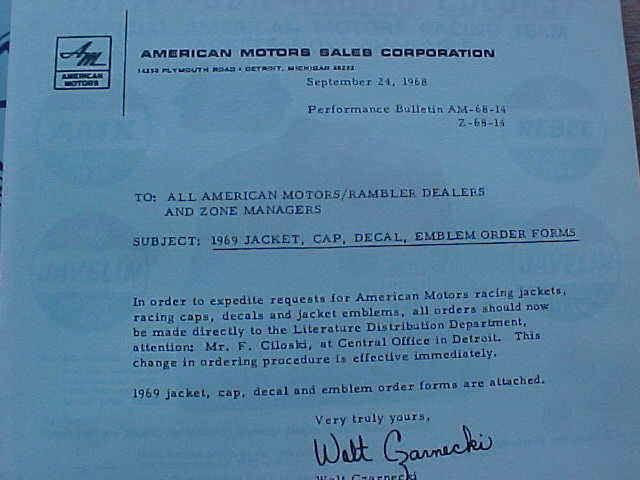 AM
AMERICAN
MOTORS
AMERICAN MOTORS SALES CORPORATION
14250 PLYMOUTH ROAD • DETROIT, MICHIGAN 48232
September 24, 1968
Performance Bulletin AM-68-14
Z-68-14
TO: ALL AMERICAN MOTORS/RAMBLER DEALERS
AND ZONE MANAGERS
SUBJECT: 1969 JACKET, CAP, DECAL, EMBLEM ORDER FORMS
In order to expedite requests for American Motors racing jackets,
racing caps, decals and jacket emblems, all orders should now
be made directly to the Literature Distribution Department,
attention: Mr. F. Ciloski, at Central Office in Detroit. This
change in ordering procedure is effective immediately.
1969 jacket, cap, decal and emblem order forms are attached.
Very truly yours,
Walt Czarnecki
Walt Czarnecki